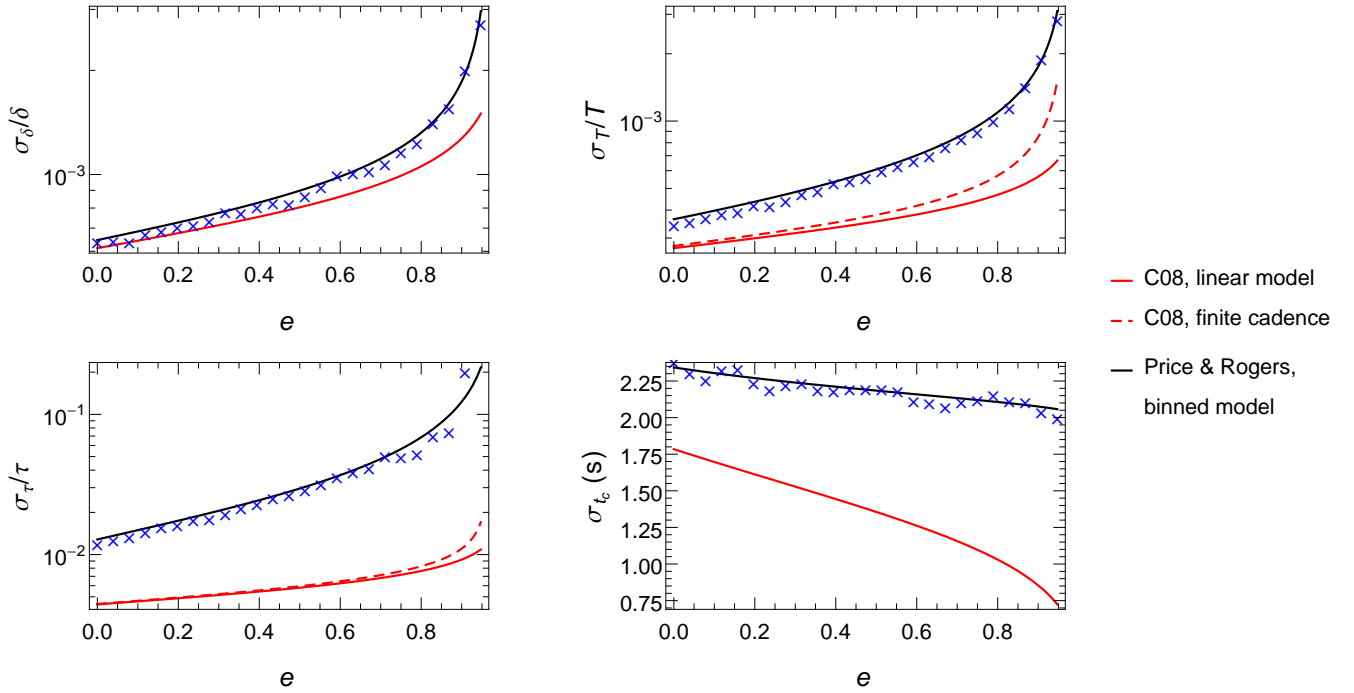 σδ/δ
10⁻³
0.0 0.2 0.4 0.6 0.8
e
σT/T
10⁻³
0.0 0.2 0.4 0.6 0.8
e
στ/τ
10⁻¹
10⁻²
0.0 0.2 0.4 0.6 0.8
e
σtc (s)
2.25
2.00
1.75
1.50
1.25
1.00
0.75
0.0 0.2 0.4 0.6 0.8
e
C08, linear model
C08, finite cadence
Price & Rogers,
binned model